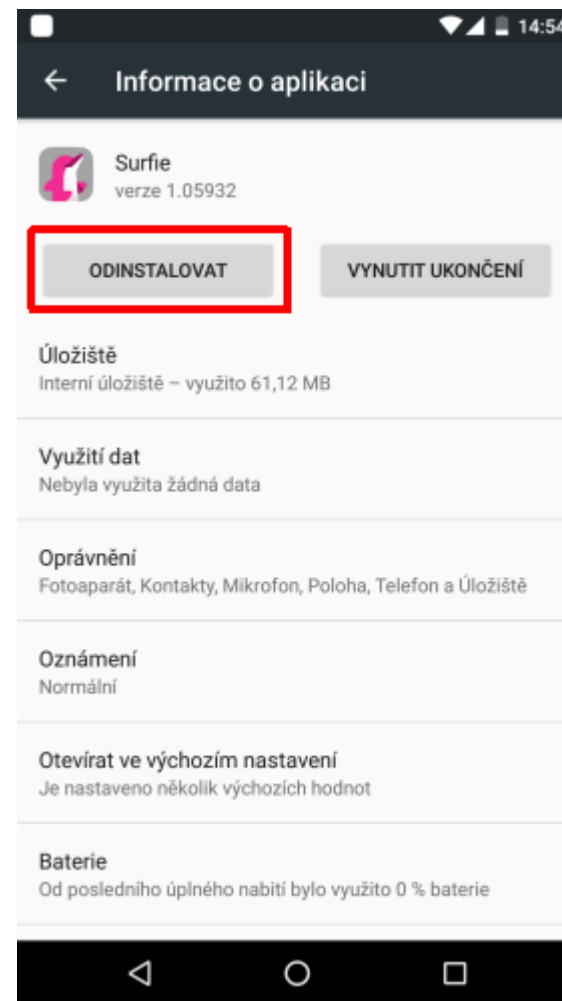 14:54
Informace o aplikaci
Surfie
verze 1.05932
ODINSTALOVAT
VYNUTIT UKONČENÍ
Úložiště
Interní úložiště – využito 61,12 MB
Využití dat
Nebyla využita žádná data
Oprávnění
Fotoaparát, Kontakty, Mikrofon, Poloha, Telefon a Úložiště
Oznámení
Normální
Otevírat ve výchozím nastavení
Je nastaveno několik výchozích hodnot
Baterie
Od posledního úplného nabití bylo využito 0 % baterie